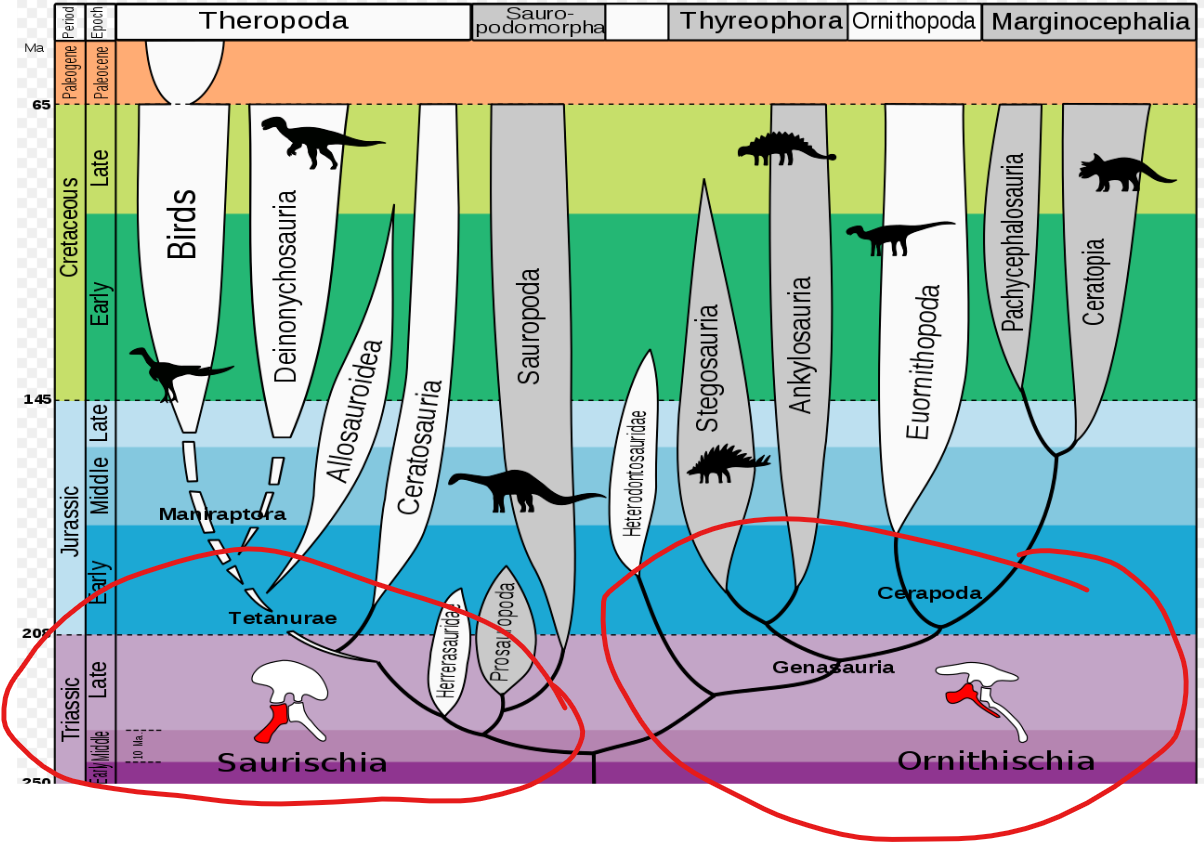 Period
Epoch
Theropoda
Sauro-
podomorpha
Thyreophora
Ornithopoda
Marginocephalia
Ma
Paleogene
Paleocene
65
Cretaceous
Late
Early
145
Jurassic
Late
Middle
Early
208
Triassic
Late
Middle
Early
250
10 Ma
Birds
Deinonychosauria
Allosauroidea
Ceratosauria
Sauropoda
Heterodontosauridae
Stegosauria
Ankylosauria
Euornithopoda
Pachycephalosauria
Ceratopia
Maniraptora
Tetanurae
Herrerasauridae
Prosauropoda
Cerapoda
Genasauria
Saurischia
Ornithischia